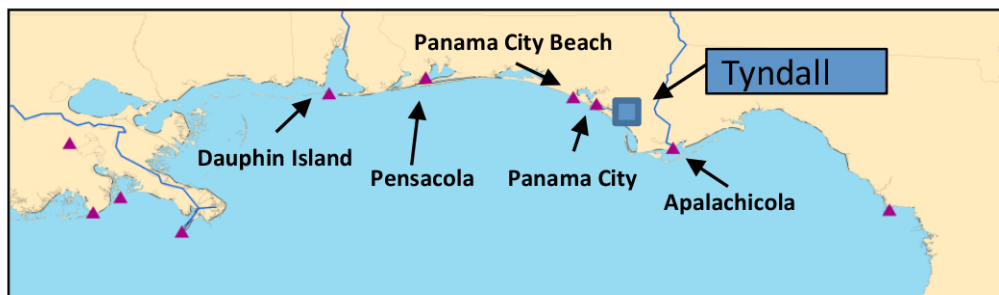 Panama City Beach
Tyndall
Dauphin Island
Pensacola
Panama City
Apalachicola